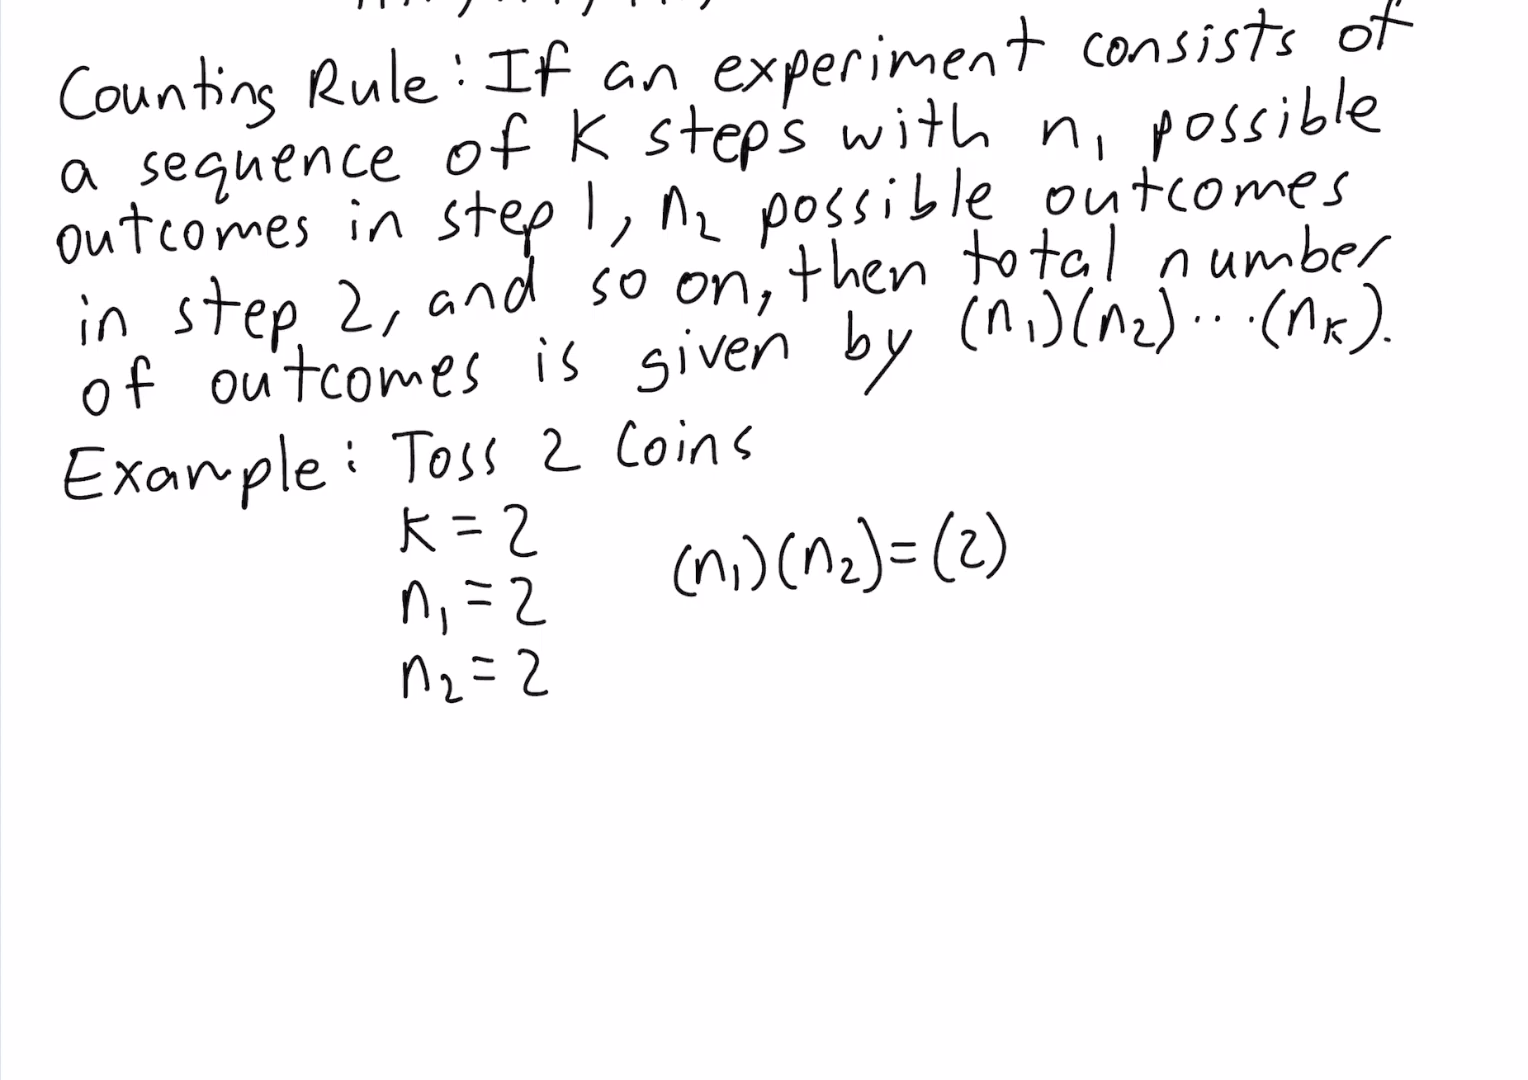 Counting Rule: If an experiment consists of
a sequence of K steps with n₁ possible
outcomes in step 1, n₂ possible outcomes
in step 2, and so on, then total number
of outcomes is given by (n₁)(n₂)...(nₖ).
Example: Toss 2 Coins
K = 2
n₁ = 2
n₂ = 2
(n₁)(n₂)=(2)